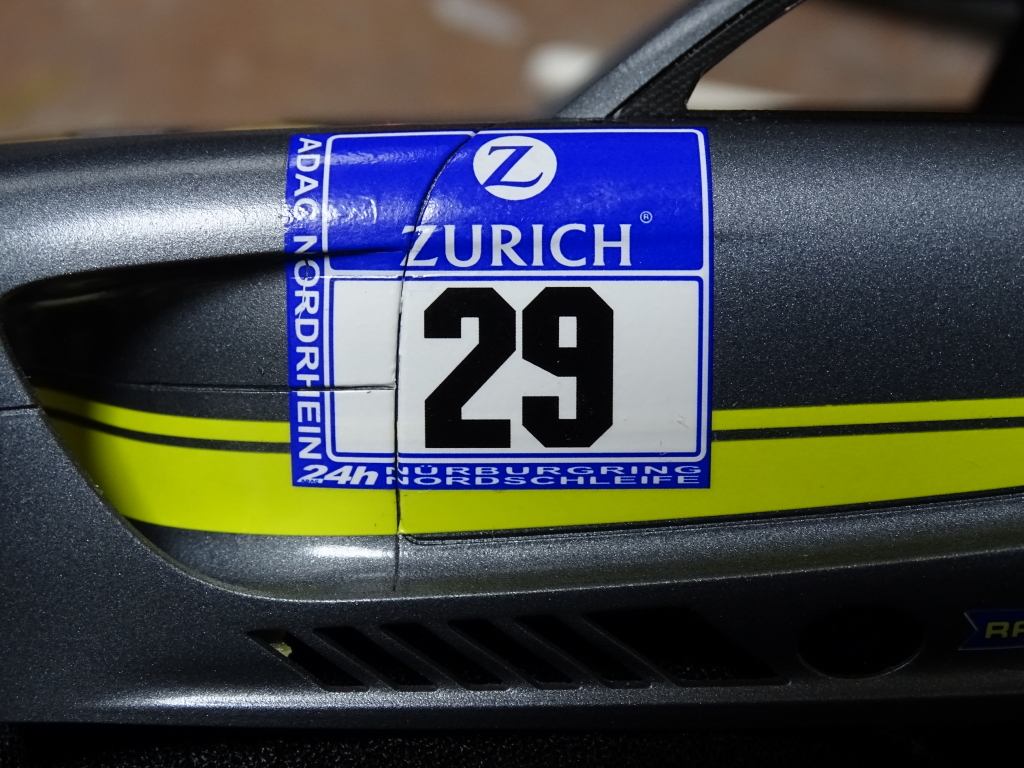 Z
ZURICH®
29
ADAC NORDRHEIN
24h NÜRBURGRING
NORDSCHLEIFE